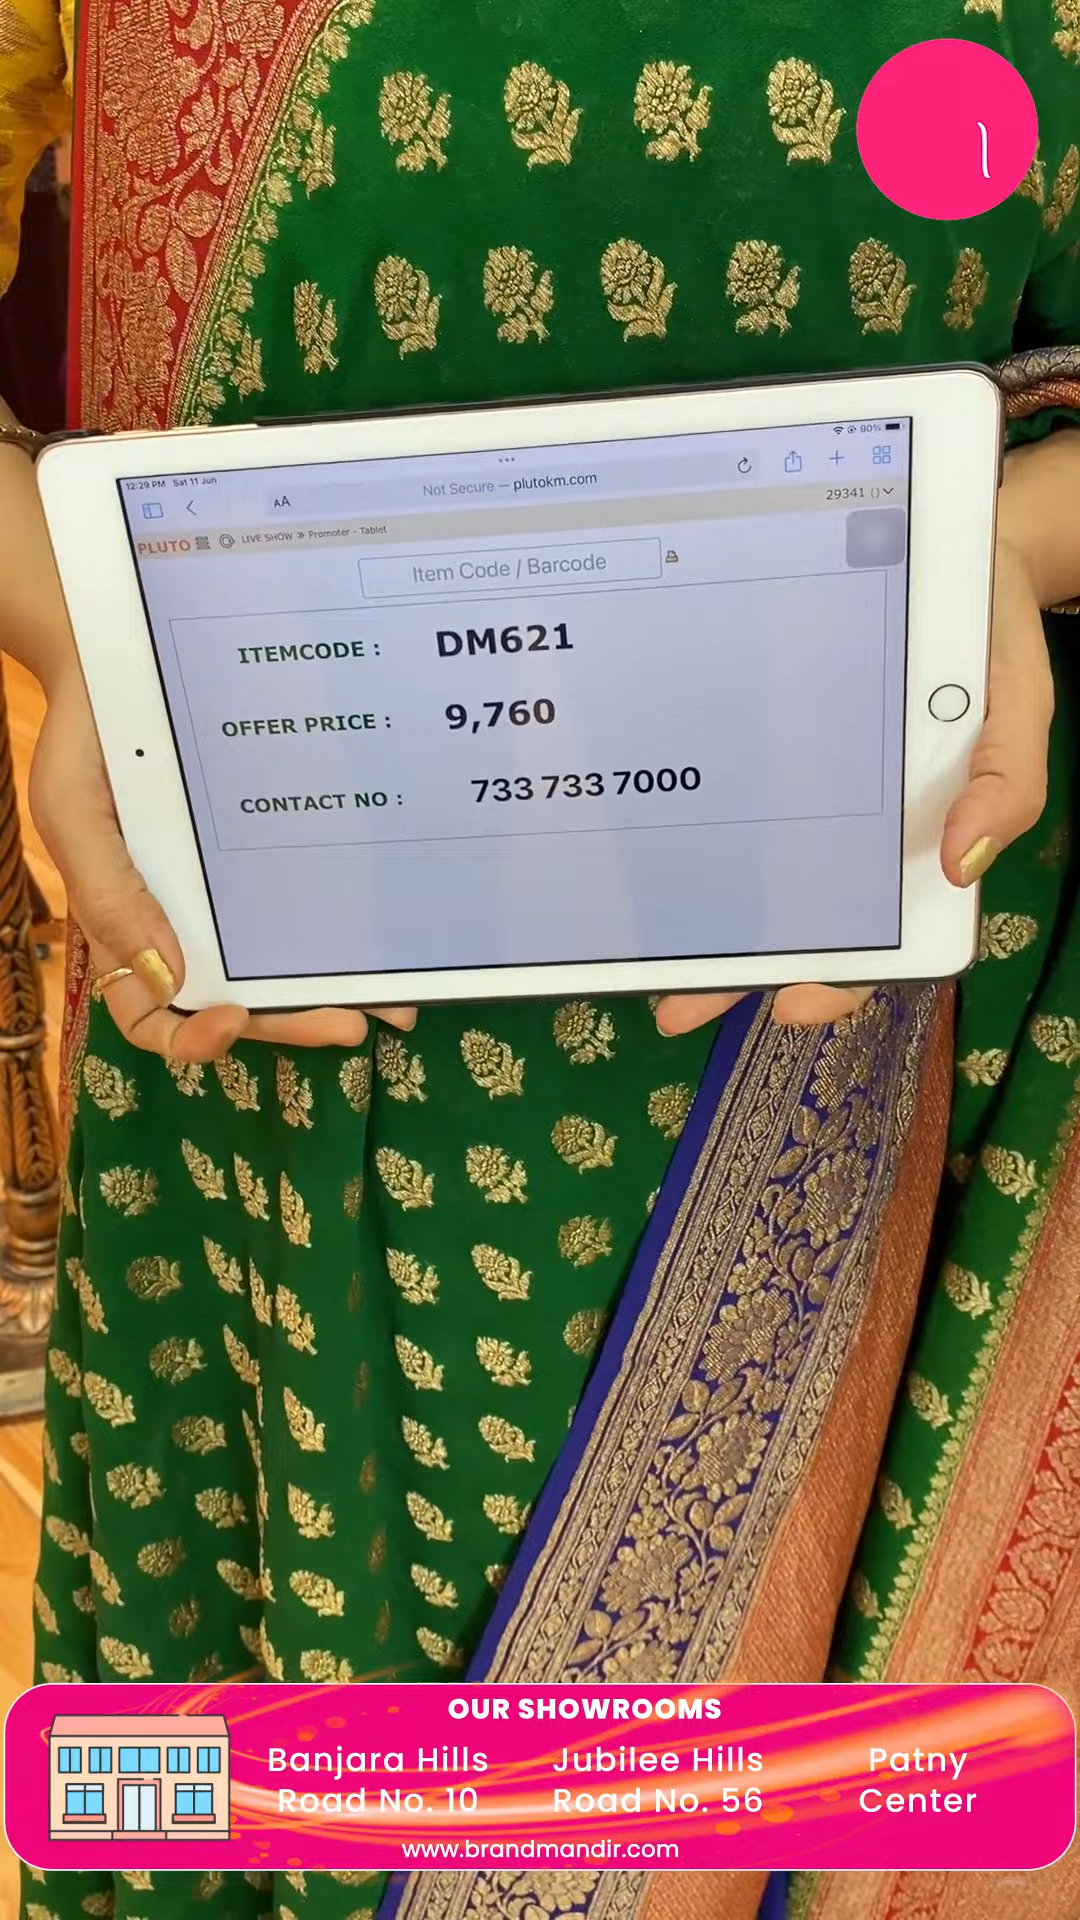 12:29 PM Sat 11 Jun
90%
AA
Not Secure — plutokm.com
29341 ()
PLUTO LIVE SHOW » Promoter - Tablet
Item Code / Barcode
ITEMCODE : DM621
OFFER PRICE : 9,760
CONTACT NO : 733 733 7000
OUR SHOWROOMS
Banjara Hills Jubilee Hills Patny
Road No. 10 Road No. 56 Center
www.brandmandir.com